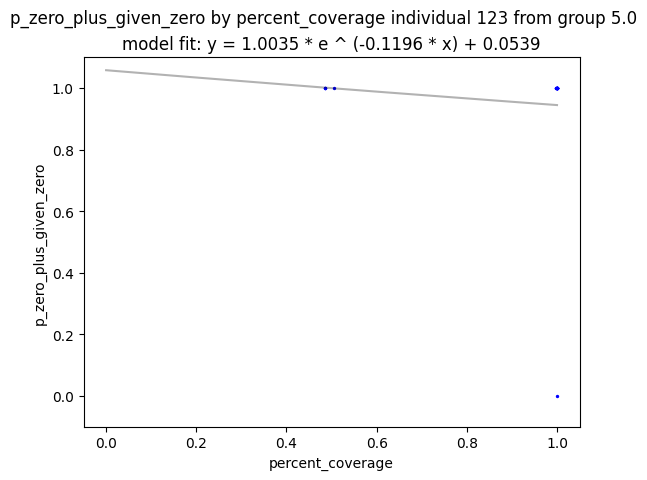 p_zero_plus_given_zero by percent_coverage individual 123 from group 5.0
model fit: y = 1.0035 * e ^ (-0.1196 * x) + 0.0539
1.0
0.8
0.6
0.4
0.2
0.0
p_zero_plus_given_zero
0.0 0.2 0.4 0.6 0.8 1.0
percent_coverage